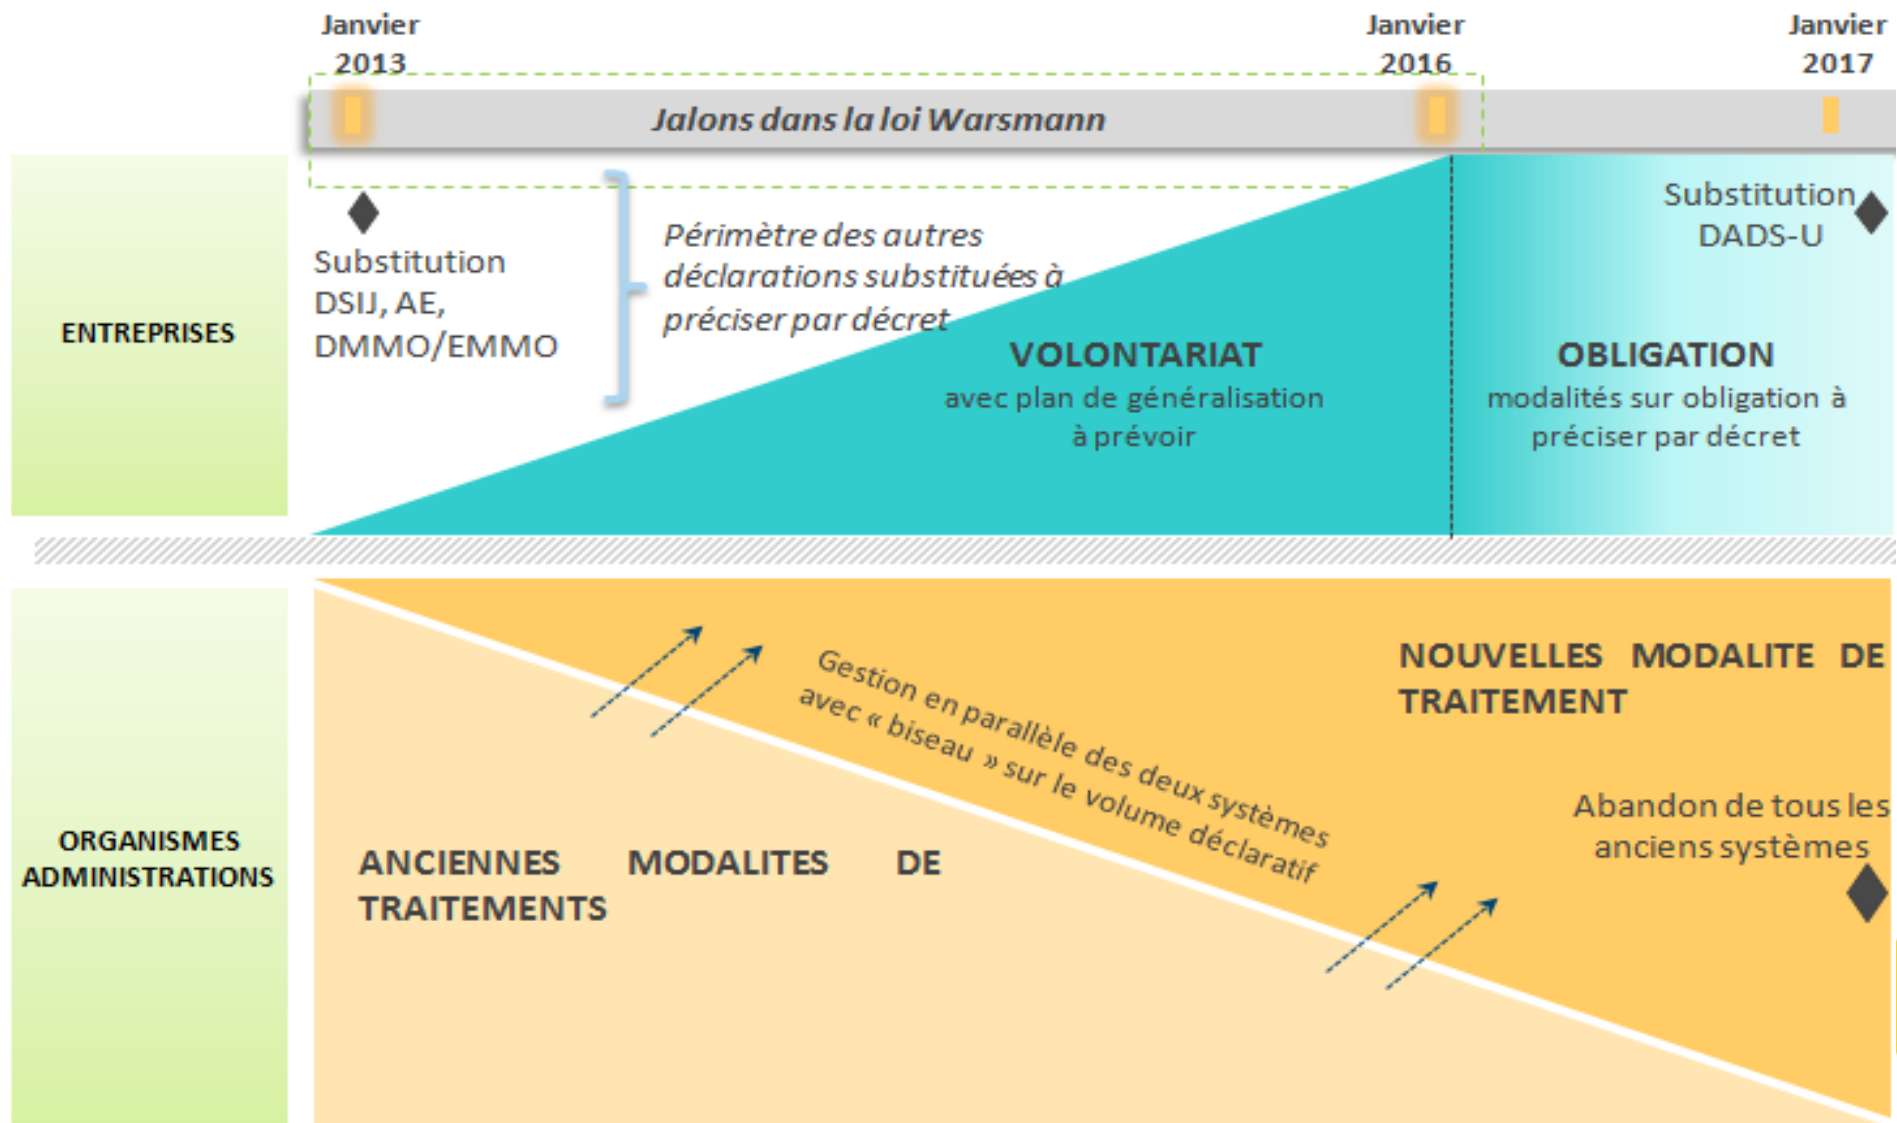 Janvier
2013
Janvier
2016
Janvier
2017
Jalons dans la loi Warsmann
ENTREPRISES
Substitution
DSIJ, AE,
DMMO/EMMO
Périmètre des autres
déclarations substituées à
préciser par décret
VOLONTARIAT
avec plan de généralisation
à prévoir
Substitution
DADS-U
OBLIGATION
modalités sur obligation à
préciser par décret
ORGANISMES
ADMINISTRATIONS
ANCIENNES MODALITES DE
TRAITEMENTS
Gestion en parallèle des deux systèmes
avec « biseau » sur le volume déclaratif
NOUVELLES MODALITE DE
TRAITEMENT
Abandon de tous les
anciens systèmes